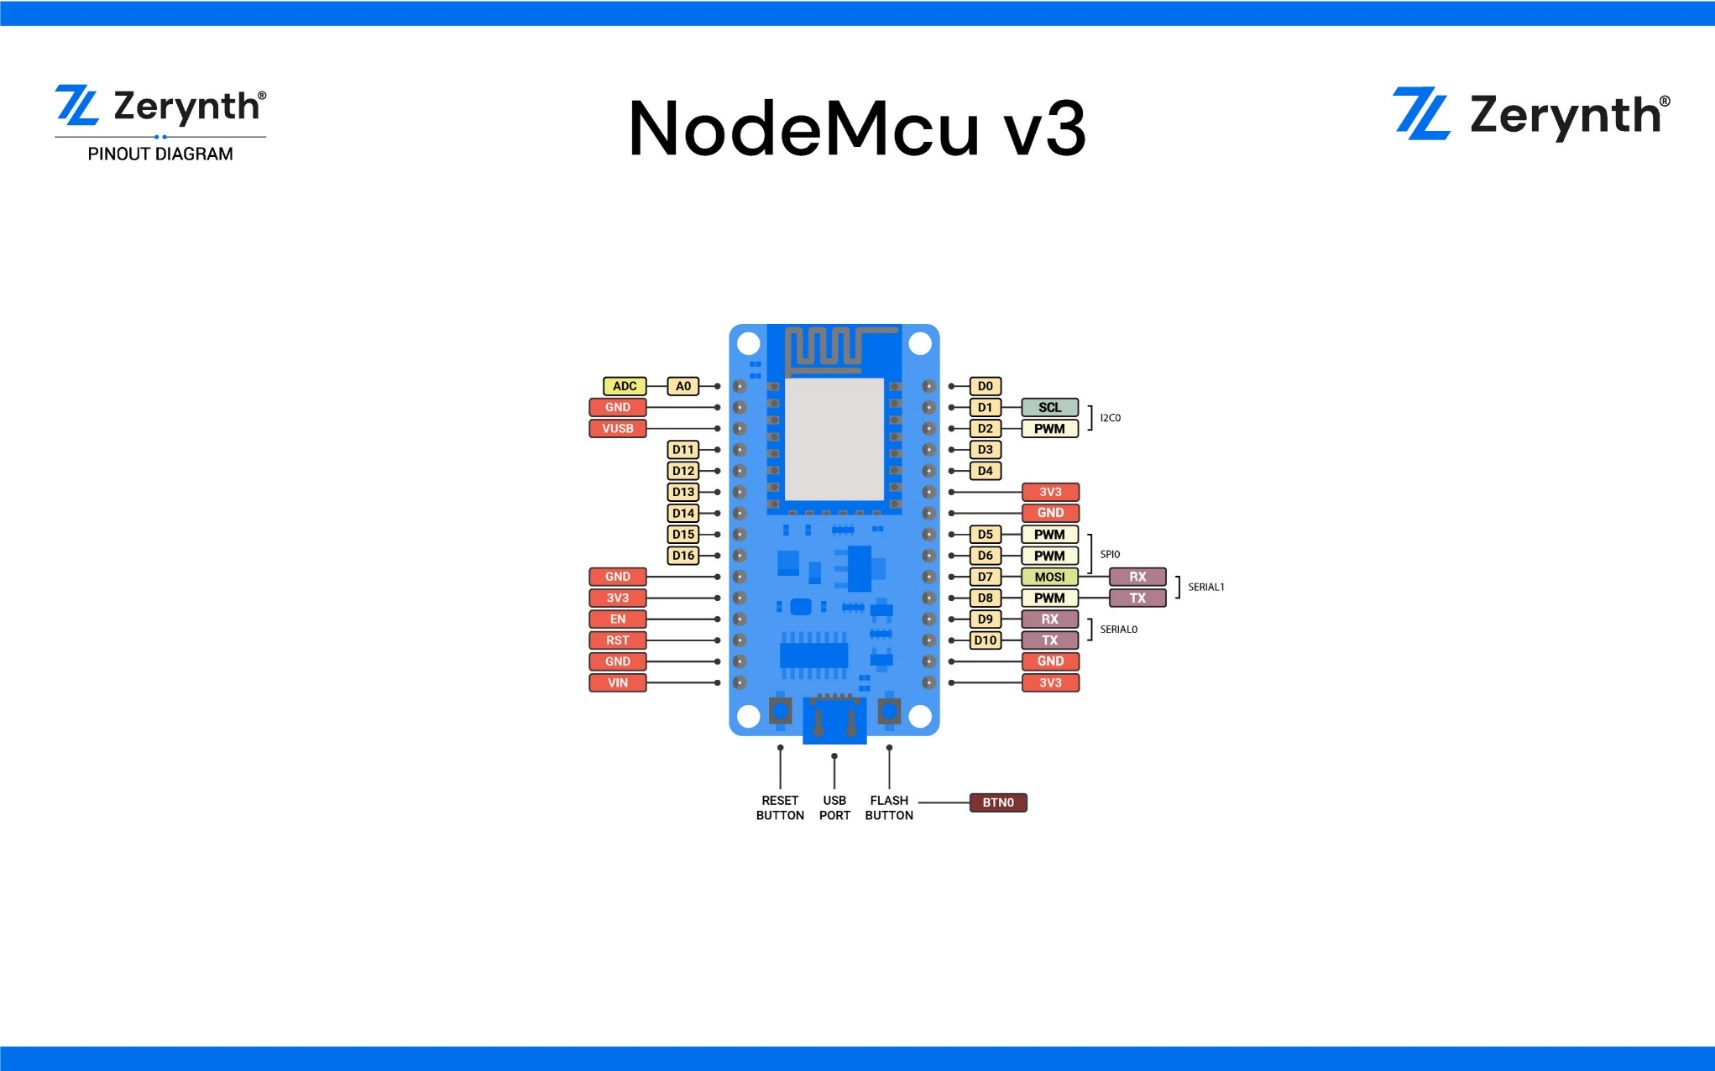 Zerynth®
PINOUT DIAGRAM
NodeMcu v3
Zerynth®
ADC A0
GND
VUSB
D11
D12
D13
D14
D15
D16
GND
3V3
EN
RST
GND
VIN
D0
D1 SCL
D2 PWM
I2C0
D3
D4
3V3
GND
D5 PWM
D6 PWM
SPI0
D7 MOSI RX
D8 PWM TX
SERIAL1
D9 RX
D10 TX
SERIAL0
GND
3V3
RESET
BUTTON
USB
PORT
FLASH
BUTTON
BTN0